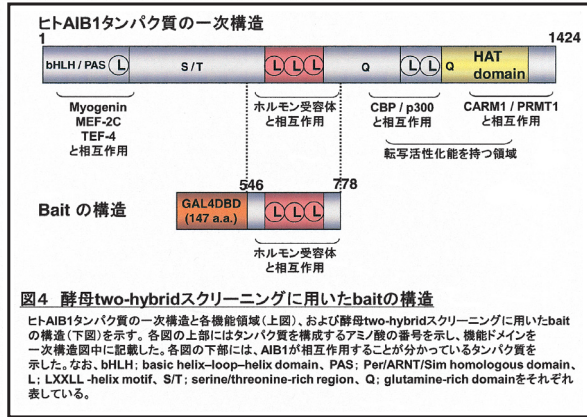 ヒトAIB1タンパク質の一次構造
1 1424
bHLH / PAS L S / T L L L Q L L Q HAT
domain
Myogenin
MEF-2C
TEF-4
と相互作用
ホルモン受容体
と相互作用
CBP / p300
と相互作用
CARM1 / PRMT1
と相互作用
転写活性化能を持つ領域
546 778
Bait の構造
GAL4DBD
(147 a.a.)
L L L
ホルモン受容体
と相互作用
図4 酵母two-hybridスクリーニングに用いたbaitの構造
ヒトAIB1タンパク質の一次構造と各機能領域(上図)、および酵母two-hybridスクリーニングに用いたbait
の構造(下図)を示す。各図の上部にはタンパク質を構成するアミノ酸の番号を示し、機能ドメインを
一次構造図中に記載した。各図の下部には、AIB1が相互作用することが分かっているタンパク質を
示した。なお、bHLH; basic helix–loop–helix domain、PAS; Per/ARNT/Sim homologous domain、
L; LXXLL -helix motif、S/T; serine/threonine-rich region、Q; glutamine-rich domainをそれぞれ
表している。